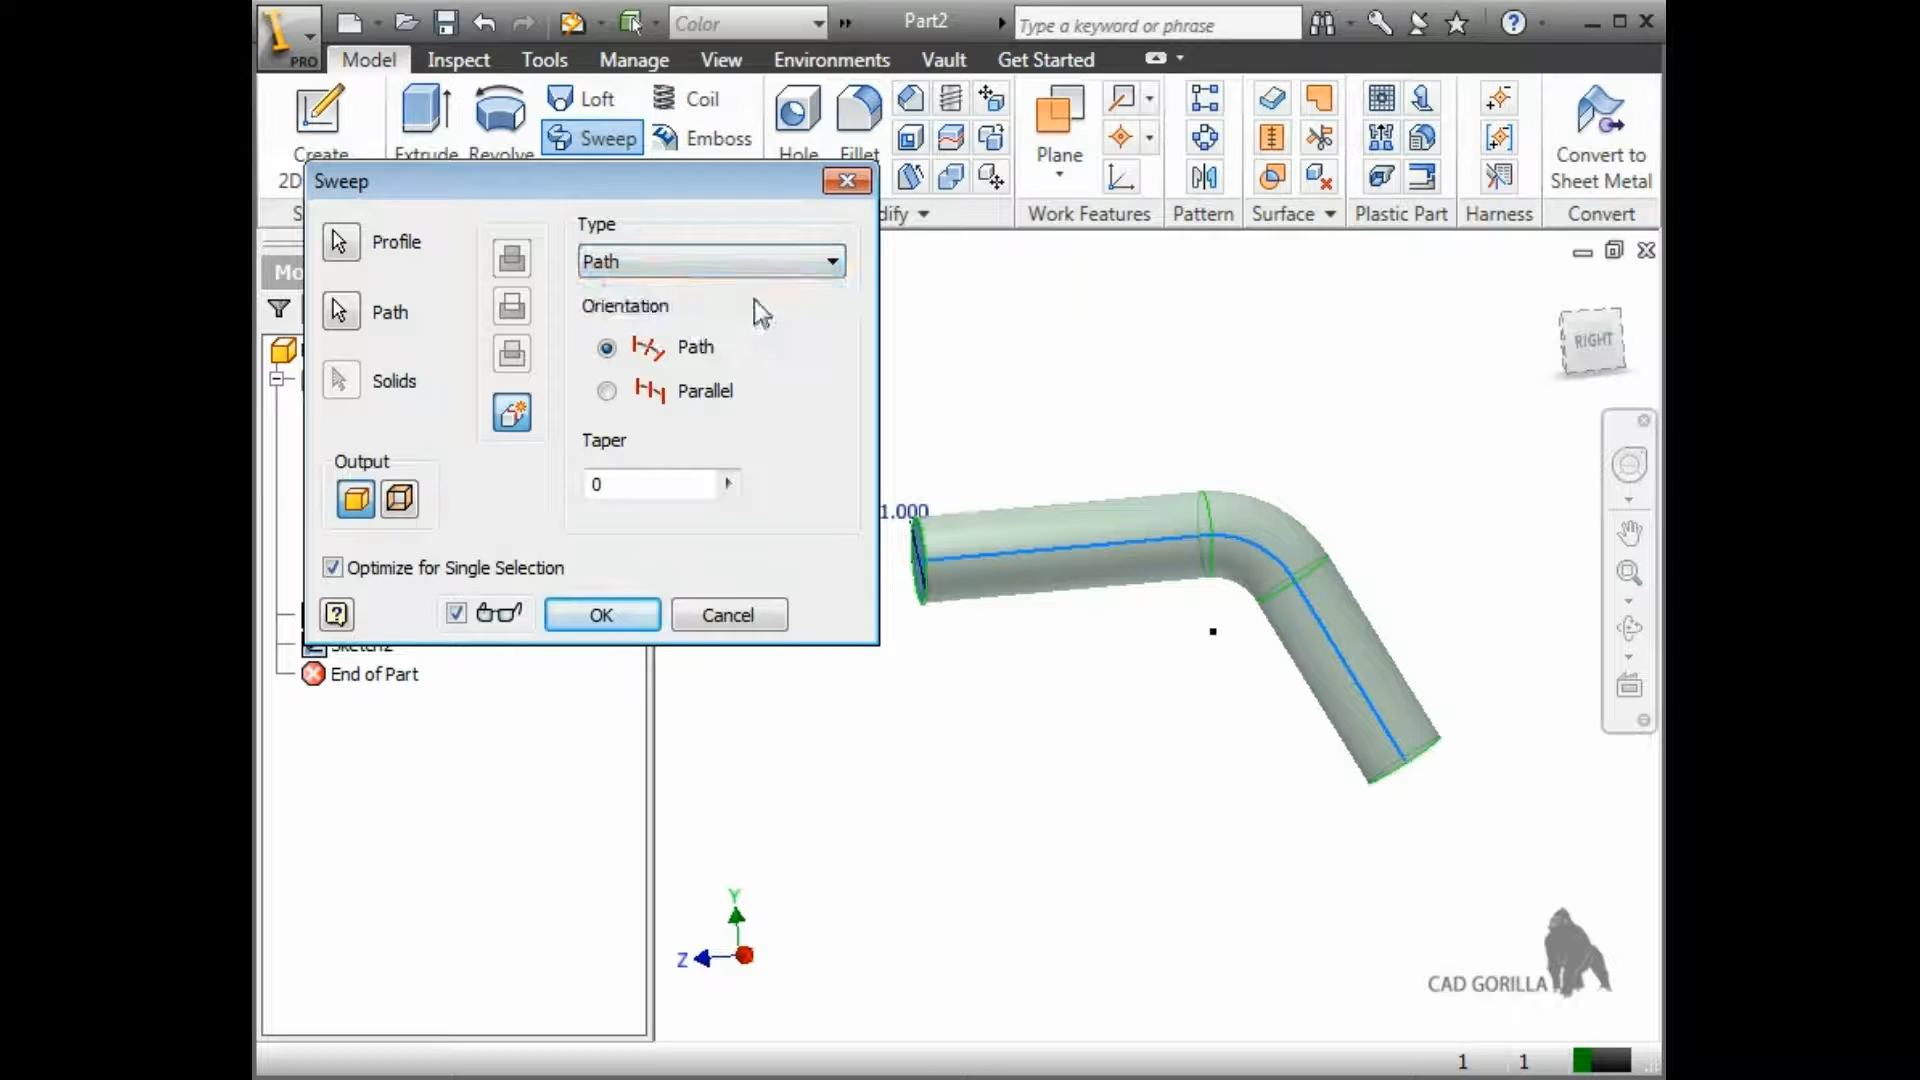 PRO
Color
Part2
Type a keyword or phrase
Model
Inspect
Tools
Manage
View
Environments
Vault
Get Started
Create
2D
Extrude
Revolve
Loft
Sweep
Coil
Emboss
Hole
Fillet
Plane
Convert to
Sheet Metal
Work Features
Pattern
Surface
Plastic Part
Harness
Convert
Sweep
Profile
Path
Solids
Output
Type
Path
Orientation
Path
Parallel
Taper
0
Optimize for Single Selection
OK
Cancel
End of Part
1.000
RIGHT
Y
Z
CAD GORILLA
1 1